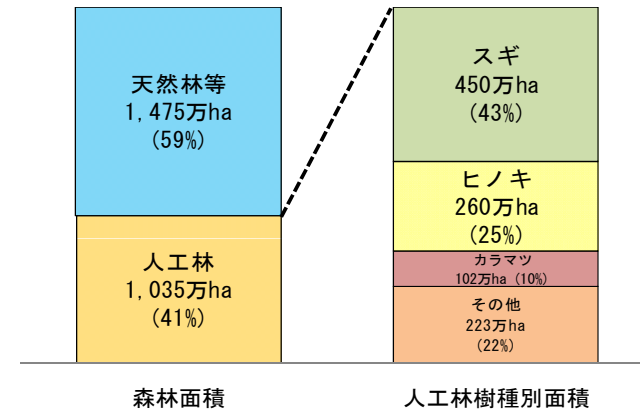 天然林等
1,475万ha
(59%)
人工林
1,035万ha
(41%)
森林面積
スギ
450万ha
(43%)
ヒノキ
260万ha
(25%)
カラマツ
102万ha (10%)
その他
223万ha
(22%)
人工林樹種別面積